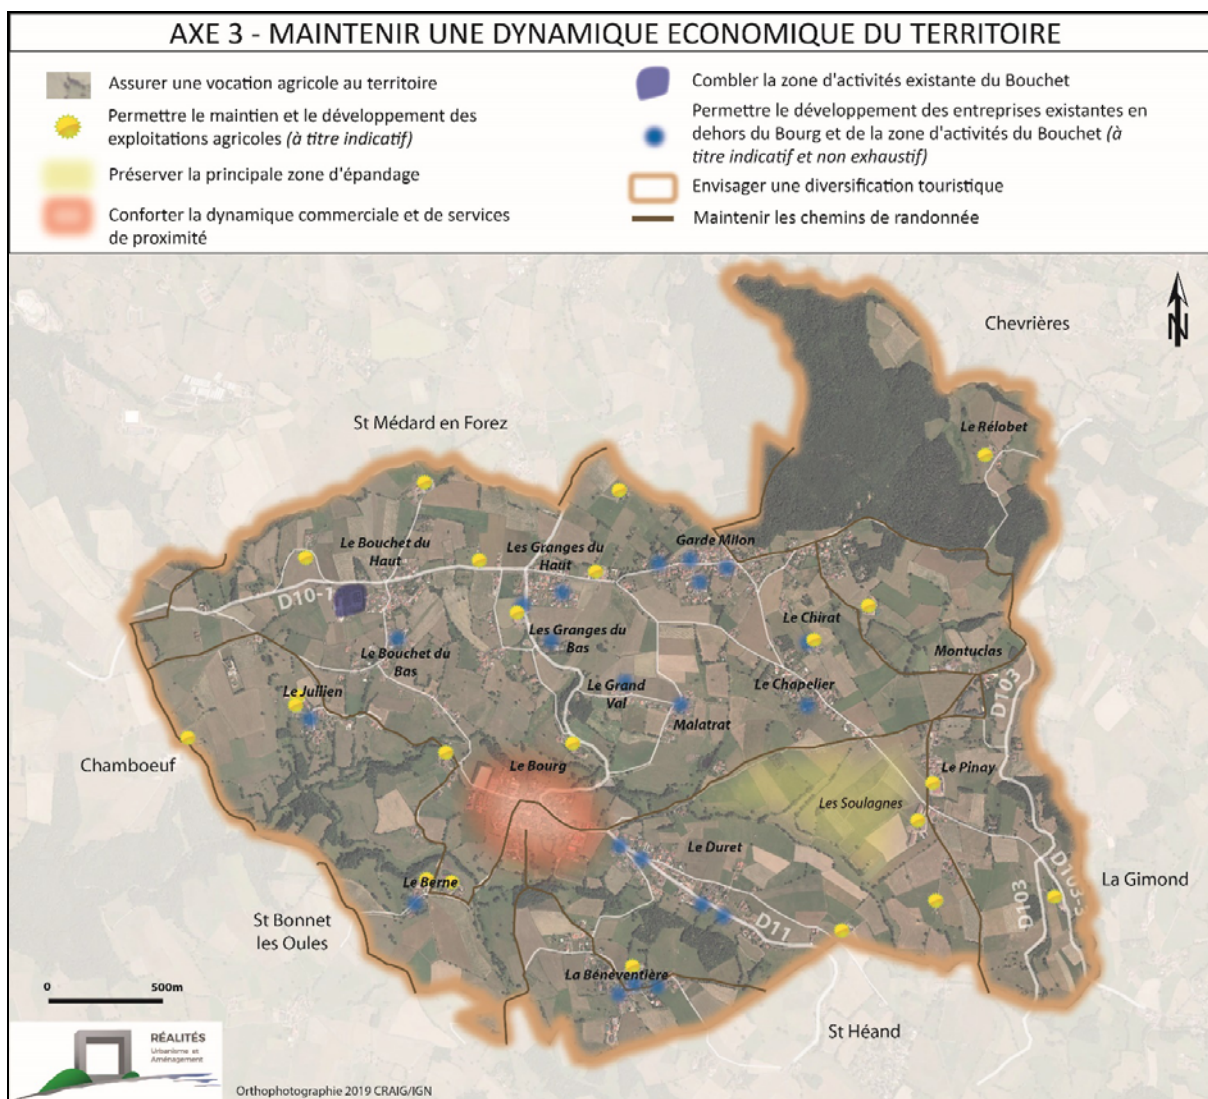 AXE 3 - MAINTENIR UNE DYNAMIQUE ECONOMIQUE DU TERRITOIRE
Assurer une vocation agricole au territoire
Permettre le maintien et le développement des
exploitations agricoles (à titre indicatif)
Préserver la principale zone d'épandage
Conforter la dynamique commerciale et de services
de proximité
Combler la zone d'activités existante du Bouchet
Permettre le développement des entreprises existantes en
dehors du Bourg et de la zone d'activités du Bouchet (à
titre indicatif et non exhaustif)
Envisager une diversification touristique
Maintenir les chemins de randonnée
N
Chevrières
St Médard en Forez
Le Rélobet
Le Bouchet du
Haut
Les Granges du
Haut
Garde Milon
D10-1
Le Chirat
Les Granges du
Bas
Le Bouchet du
Bas
Montuclas
Le Jullien
Le Grand
Val
Le Chapelier
Malatrat
D103
Chamboeuf
Le Bourg
Le Pinay
Les Soulagnes
Le Duret
Le Berne
D103-3
La Gimond
D103
St Bonnet
les Oules
D11
La Bénéventière
St Héand
0 500m
RÉALITÉS
Urbanisme et
Aménagement
Orthophotographie 2019 CRAIG/IGN